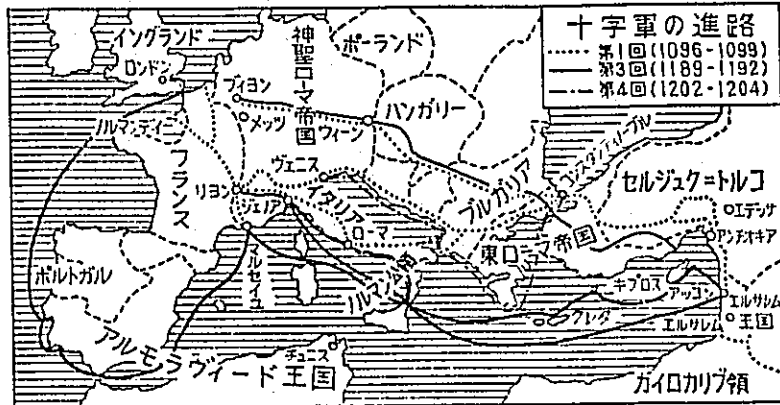 十字軍の進路
第1回(1096-1099)
第3回(1189-1192)
第4回(1202-1204)
イングランド
ロンドン
神聖ローマ帝国
ポーランド
ブイヨン
メッツ
ウィーン
ハンガリー
ノルマンディー
フランス
ヴェニス
リヨン
ジェノア
イタリア
ローマ
ブルガリア
コンスタンティノープル
セルジュク=トルコ
エデッサ
アンチオキア
東ローマ帝国
ポルトガル
マルセイユ
キプロス
アッコン
クレタ
エルサレム
エルサレム
王国
アルモラヴィード王国
チュニス
カイロカリフ領